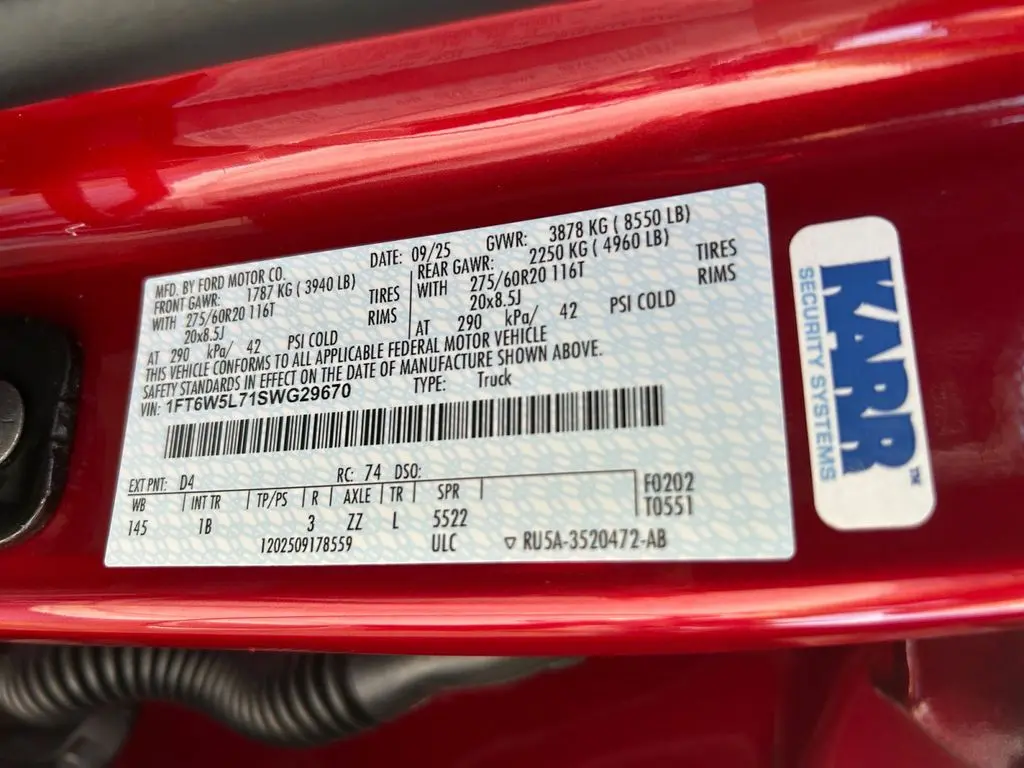 MFD. BY FORD MOTOR CO. DATE: 09/25 GVWR: 3878 KG ( 8550 LB)
FRONT GAWR: 1787 KG ( 3940 LB) REAR GAWR: 2250 KG ( 4960 LB)
WITH 275/60R20 116T TIRES WITH 275/60R20 116T TIRES
20x8.5J RIMS 20x8.5J RIMS
AT 290 kPa/ 42 PSI COLD AT 290 kPa/ 42 PSI COLD
THIS VEHICLE CONFORMS TO ALL APPLICABLE FEDERAL MOTOR VEHICLE
SAFETY STANDARDS IN EFFECT ON THE DATE OF MANUFACTURE SHOWN ABOVE.
VIN: 1FT6W5L71SWG29670 TYPE: Truck
EXT PNT: D4 RC: 74 DSO:
WB INT TR TP/PS R AXLE TR SPR F0202
145 1B 3 ZZ L 5522 T0551
1202509178559 ULC ▽ RU5A-3520472-AB
KARR™
SECURITY SYSTEMS